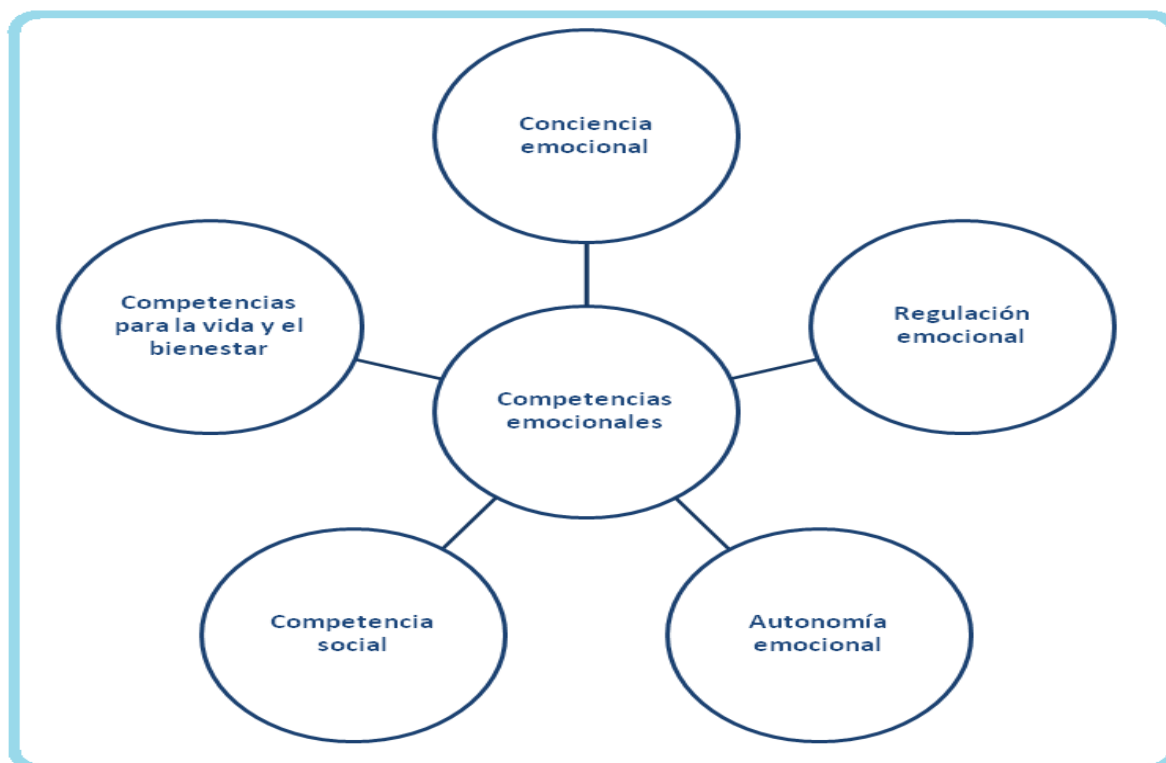 Conciencia
emocional
Competencias
para la vida y el
bienestar
Regulación
emocional
Competencias
emocionales
Competencia
social
Autonomía
emocional